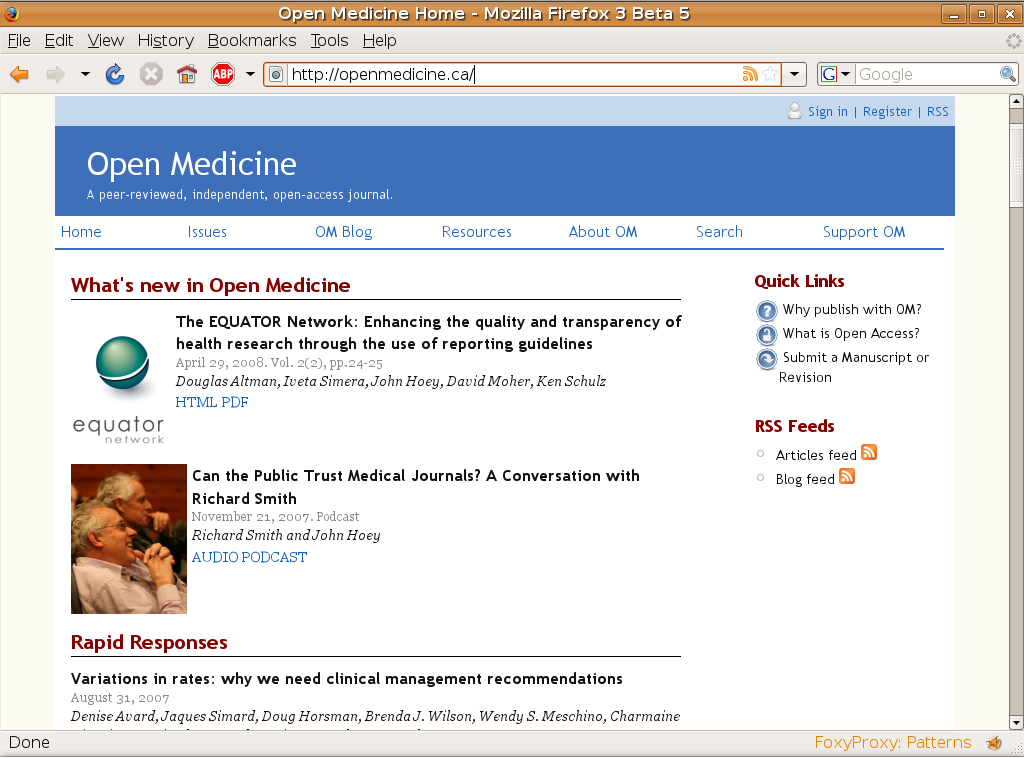 Open Medicine Home - Mozilla Firefox 3 Beta 5
File Edit View History Bookmarks Tools Help
ABP http://openmedicine.ca/ G Google
Sign in | Register | RSS
Open Medicine
A peer-reviewed, independent, open-access journal.
Home Issues OM Blog Resources About OM Search Support OM
What's new in Open Medicine
The EQUATOR Network: Enhancing the quality and transparency of
health research through the use of reporting guidelines
April 29, 2008. Vol. 2(2), pp.24-25
Douglas Altman, Iveta Simera, John Hoey, David Moher, Ken Schulz
HTML PDF
equator
network
Can the Public Trust Medical Journals? A Conversation with
Richard Smith
November 21, 2007. Podcast
Richard Smith and John Hoey
AUDIO PODCAST
Rapid Responses
Variations in rates: why we need clinical management recommendations
August 31, 2007
Denise Avard, Jaques Simard, Doug Horsman, Brenda J. Wilson, Wendy S. Meschino, Charmaine
Quick Links
Why publish with OM?
What is Open Access?
Submit a Manuscript or
Revision
RSS Feeds
Articles feed
Blog feed
Done FoxyProxy: Patterns